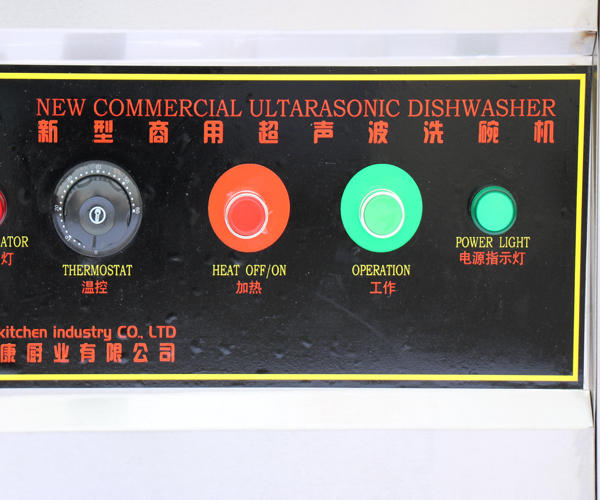 NEW COMMERCIAL ULTARASONIC DISHWASHER
新型商用超声波洗碗机
ATOR
灯
THERMOSTAT
温控
HEAT OFF/ON
加热
OPERATION
工作
POWER LIGHT
电源指示灯
kitchen industry CO., LTD
康厨业有限公司